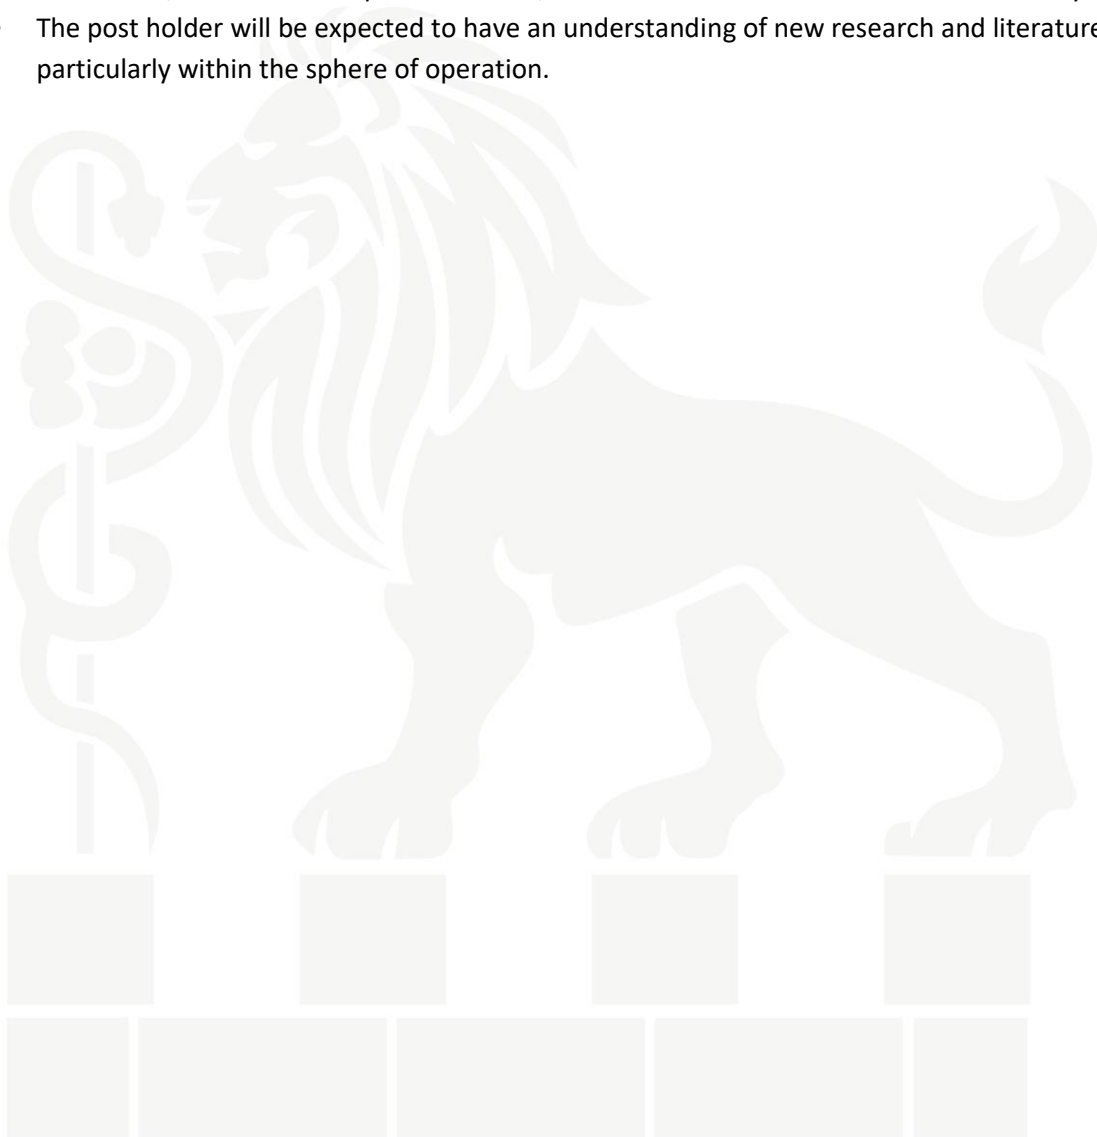 The post holder will be expected to have an understanding of new research and literature
particularly within the sphere of operation.